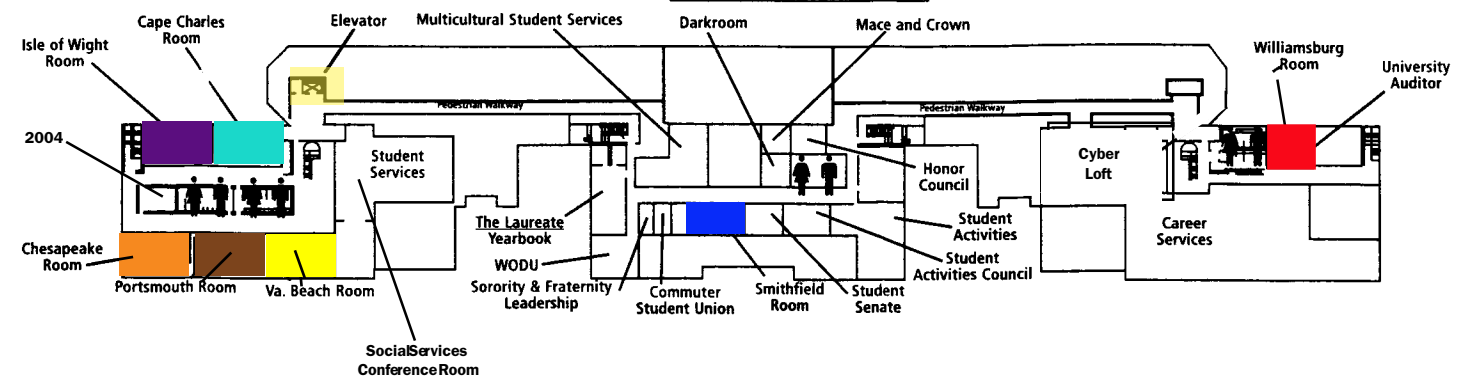 Cape Charles
Room
Elevator
Multicultural Student Services
Darkroom
Mace and Crown
Isle of Wight
Room
Williamsburg
Room
University
Auditor
Pedestrian Walkway
Pedestrian Walkway
2004
Student
Services
Cyber
Loft
Honor
Council
The Laureate
Yearbook
Student
Activities
Career
Services
Chesapeake
Room
WODU
Student
Activities Council
Portsmouth Room
Va. Beach Room
Sorority & Fraternity
Leadership
Commuter
Student Union
Smithfield
Room
Student
Senate
SocialServices
Conference Room